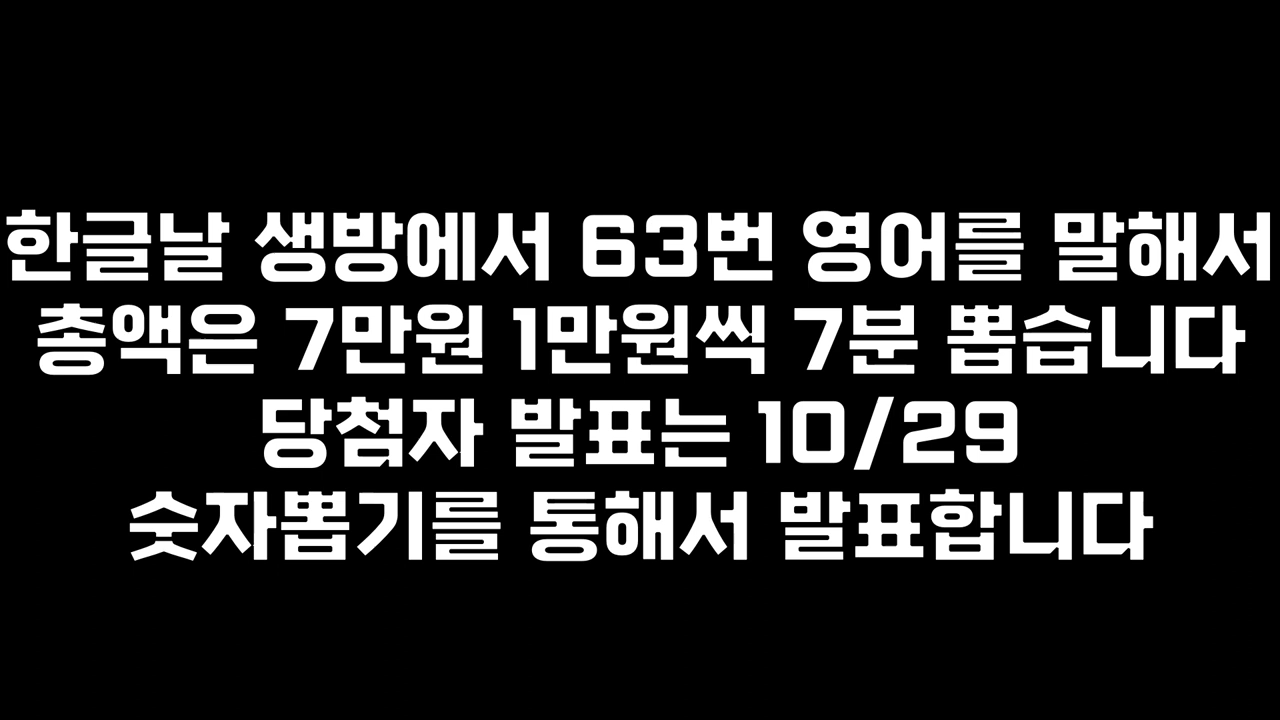 한글날 생방에서 63번 영어를 말해서
총액은 7만원 1만원씩 7분 뽑습니다
당첨자 발표는 10/29
숫자뽑기를 통해서 발표합니다